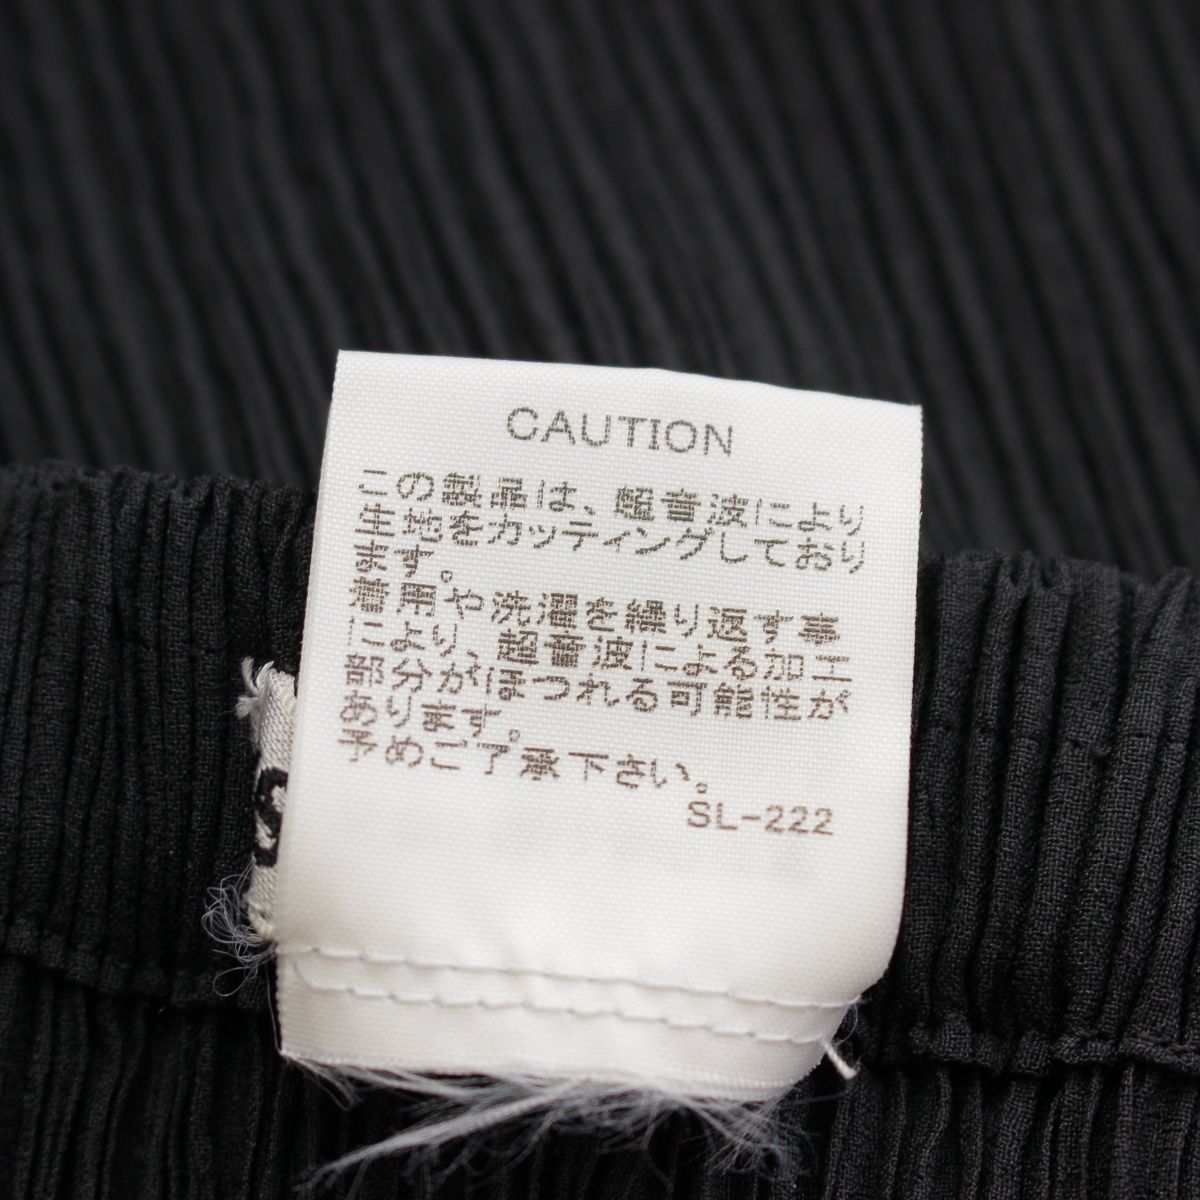 CAUTION
この製品は、超音波により
生地をカッティングしており
ます。
着用や洗濯を繰り返す事
により、超音波による加工
部分がほつれる可能性が
あります。
予めご了承下さい。
SL-222